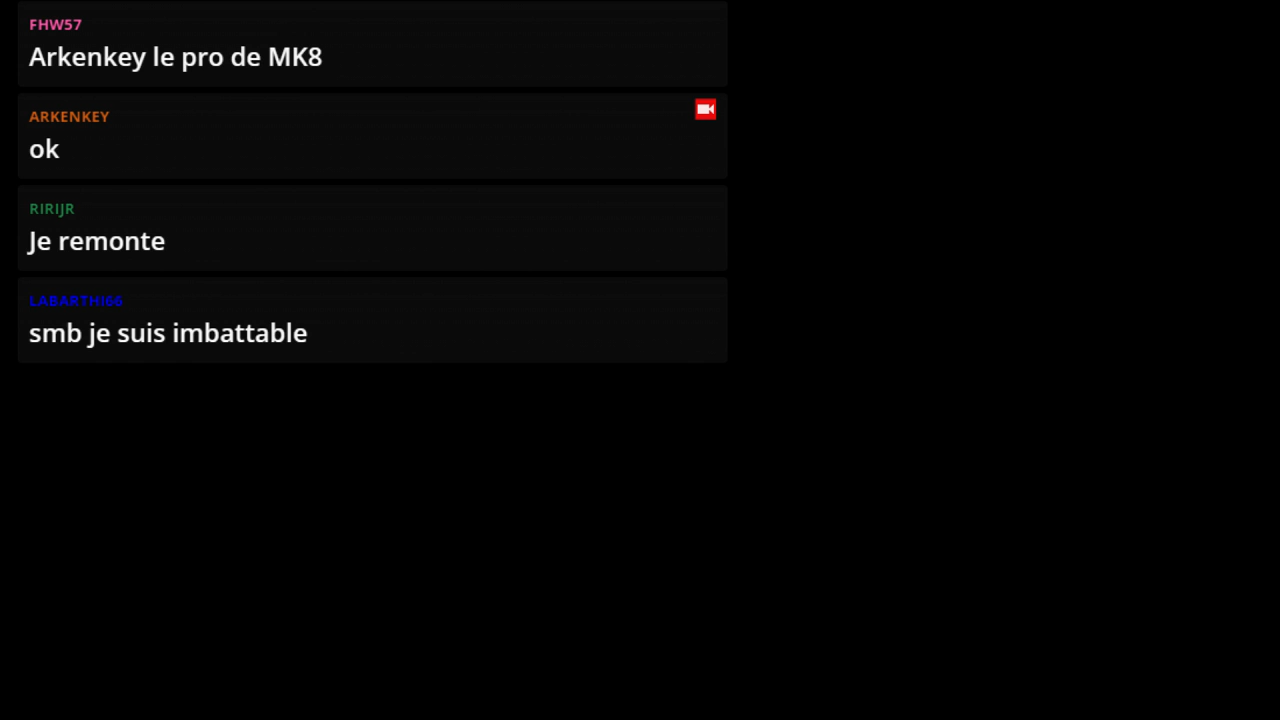 FHW57
Arkenkey le pro de MK8
ARKENKEY
ok
RIRIJR
Je remonte
LABARTHI66
smb je suis imbattable